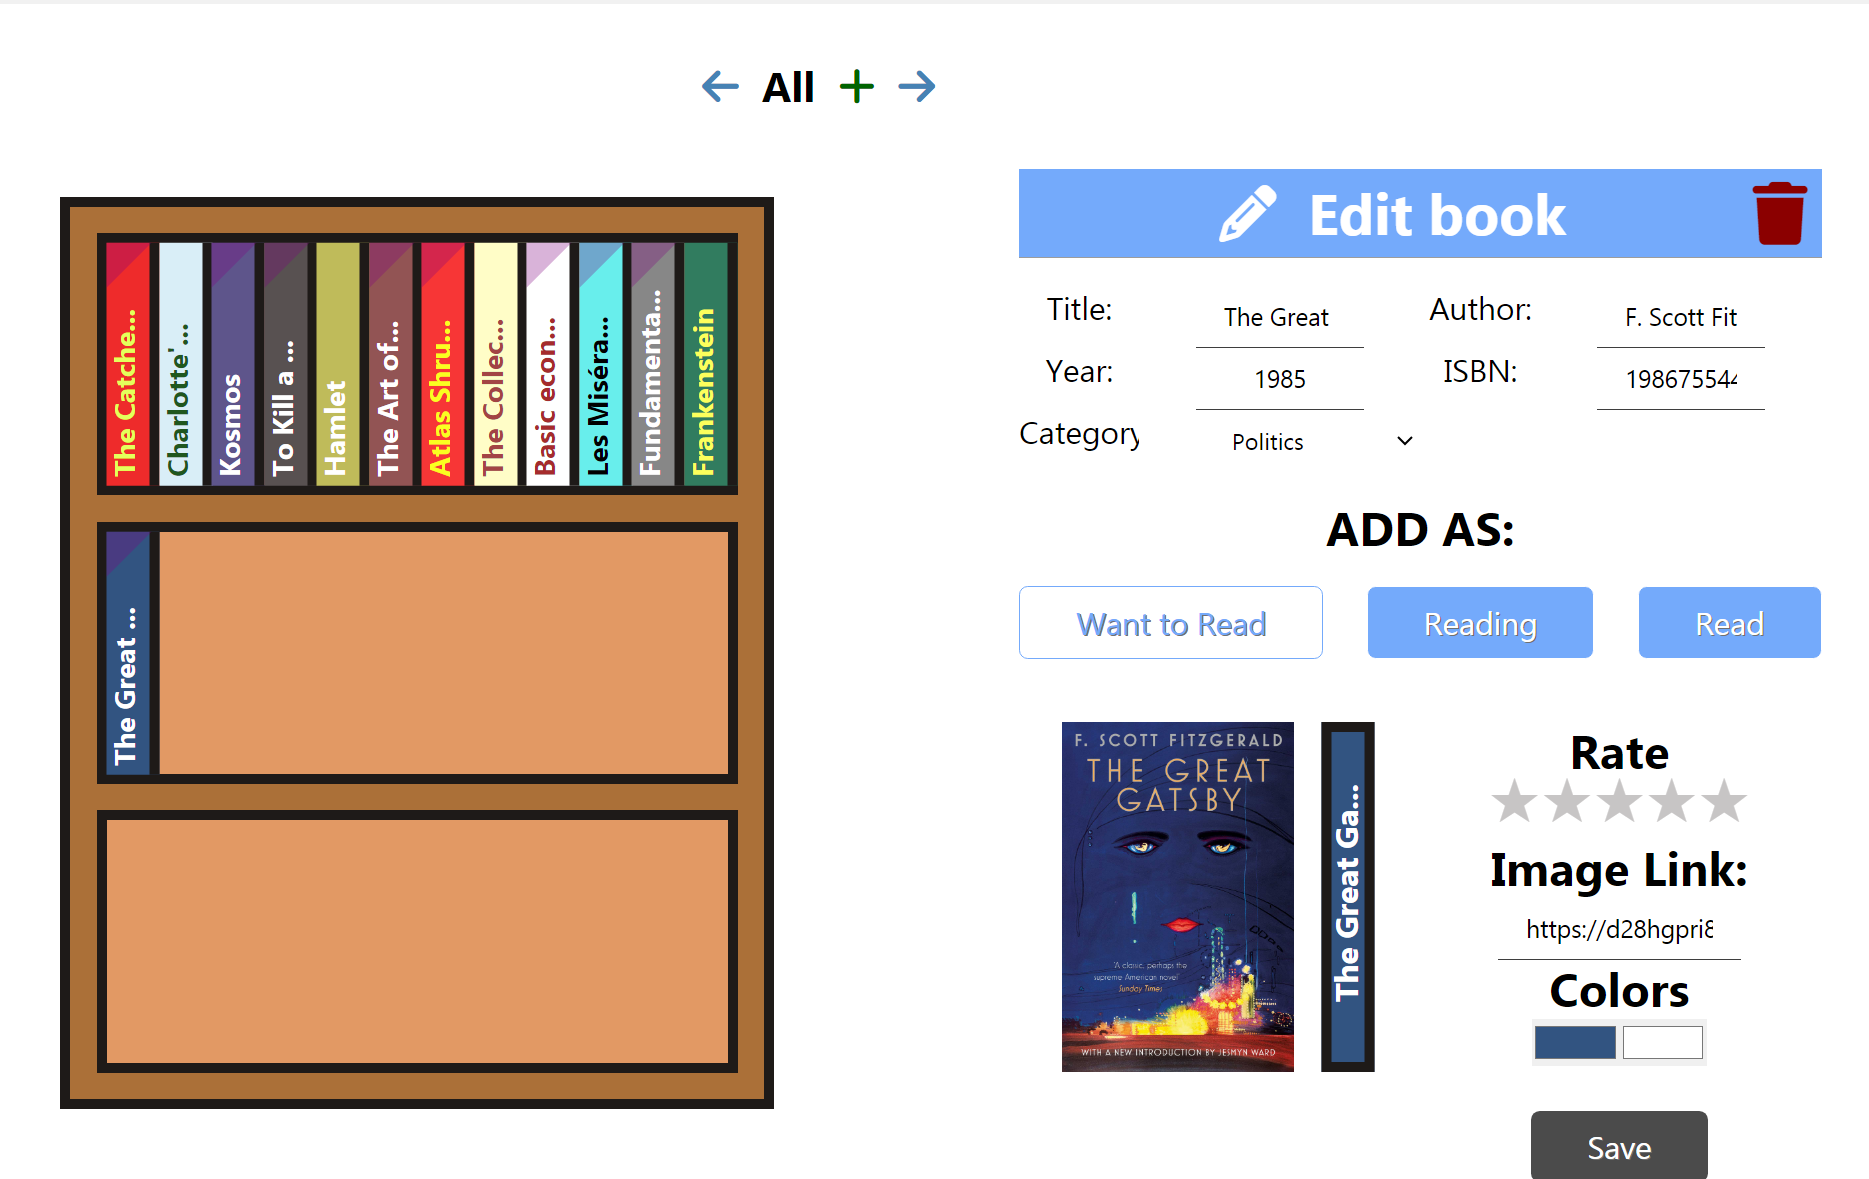 All
The Catche...
Charlotte'...
Kosmos
To Kill a ...
Hamlet
The Art of...
Atlas Shru...
The Collec...
Basic econ...
Les Miséra...
Fundamenta...
Frankenstein
The Great ...
Edit book
Title: The Great Author: F. Scott Fit
Year: 1985 ISBN: 198675544
Category Politics
ADD AS:
Want to Read Reading Read
F. SCOTT FITZGERALD
THE GREAT
GATSBY
'A classic, perhaps the
supreme American novel'
Sunday Times
WITH A NEW INTRODUCTION BY JESMYN WARD
The Great Ga...
Rate
Image Link:
https://d28hgpri8
Colors
Save